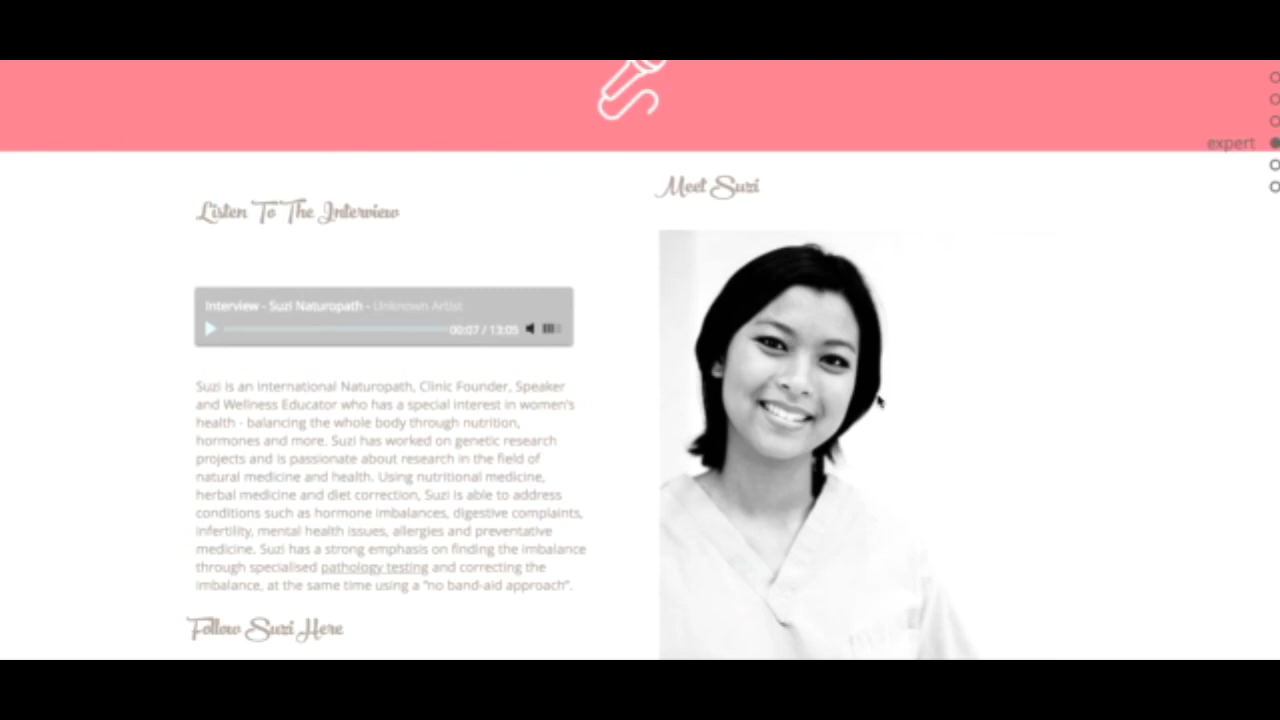 expert
Listen To The Interview
Interview - Suzi Naturopath - Unknown Artist
00:07 / 13:05
Suzi is an International Naturopath, Clinic Founder, Speaker
and Wellness Educator who has a special interest in women's
health - balancing the whole body through nutrition,
hormones and more. Suzi has worked on genetic research
projects and is passionate about research in the field of
natural medicine and health. Using nutritional medicine,
herbal medicine and diet correction, Suzi is able to address
conditions such as hormone imbalances, digestive complaints,
infertility, mental health issues, allergies and preventative
medicine. Suzi has a strong emphasis on finding the imbalance
through specialised pathology testing and correcting the
imbalance, at the same time using a "no band-aid approach".
Follow Suzi Here
Meet Suzi